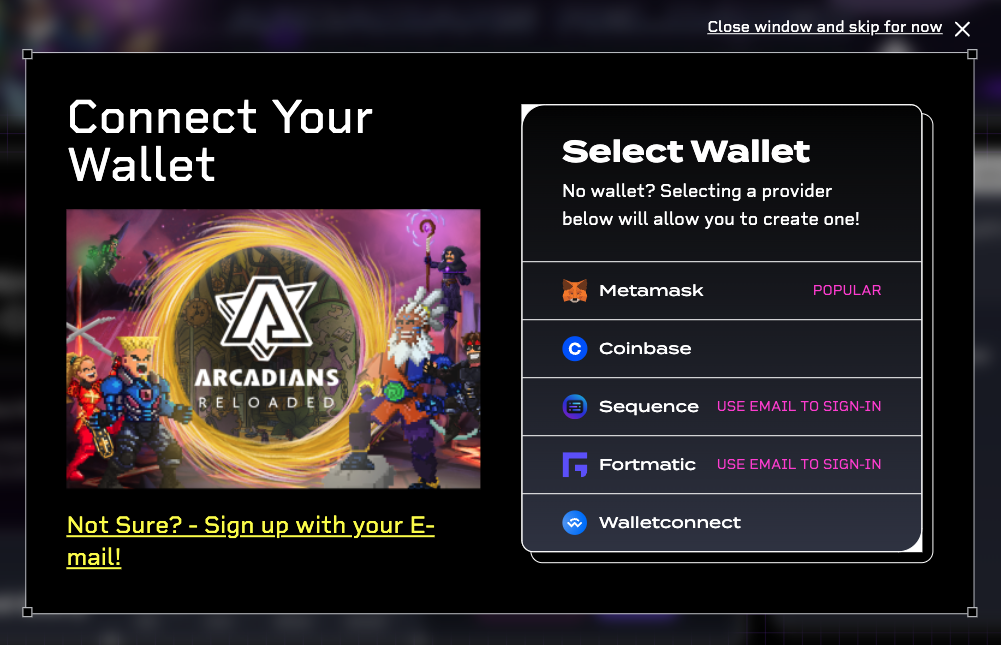 Close window and skip for now
Connect Your
Wallet
ARCADIANS
RELOADED
Not Sure? - Sign up with your E-
mail!
Select Wallet
No wallet? Selecting a provider
below will allow you to create one!
Metamask POPULAR
Coinbase
Sequence USE EMAIL TO SIGN-IN
Fortmatic USE EMAIL TO SIGN-IN
Walletconnect